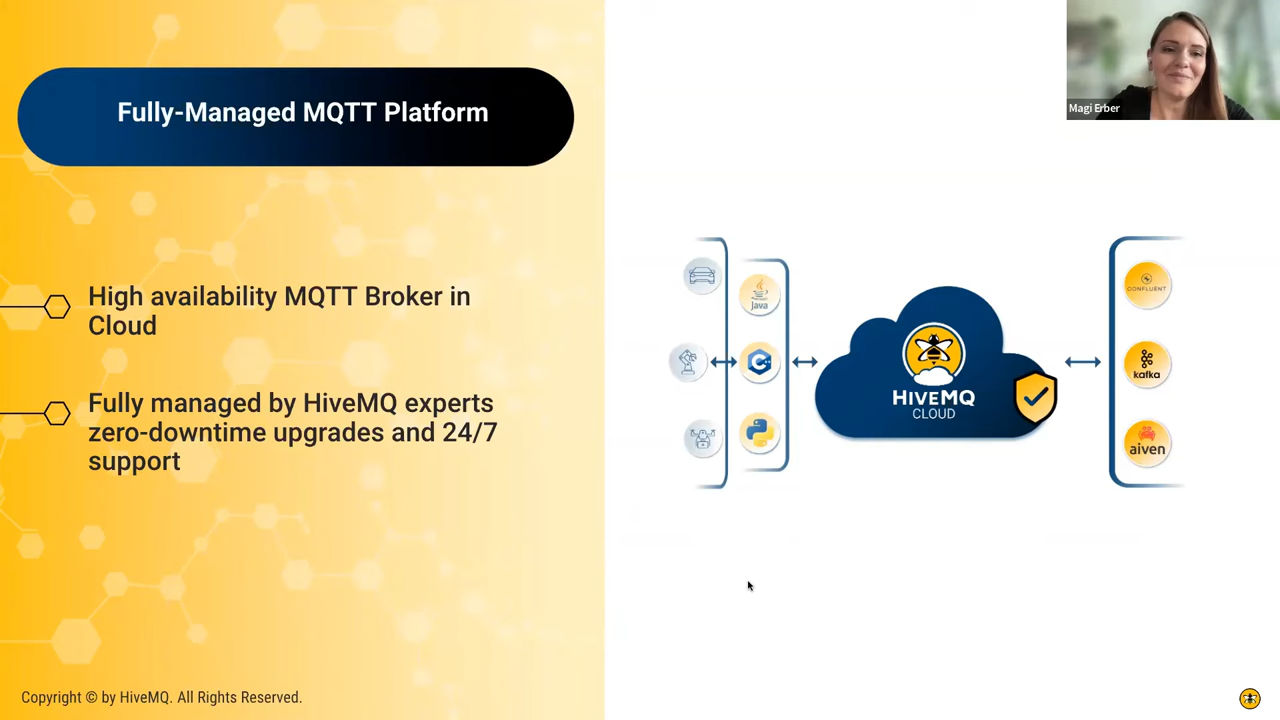 Fully-Managed MQTT Platform
Magi Erber
High availability MQTT Broker in
Cloud
Fully managed by HiveMQ experts
zero-downtime upgrades and 24/7
support
Java
C++
HIVEMQ
CLOUD
CONFLUENT
kafka
aiven
Copyright © by HiveMQ. All Rights Reserved.